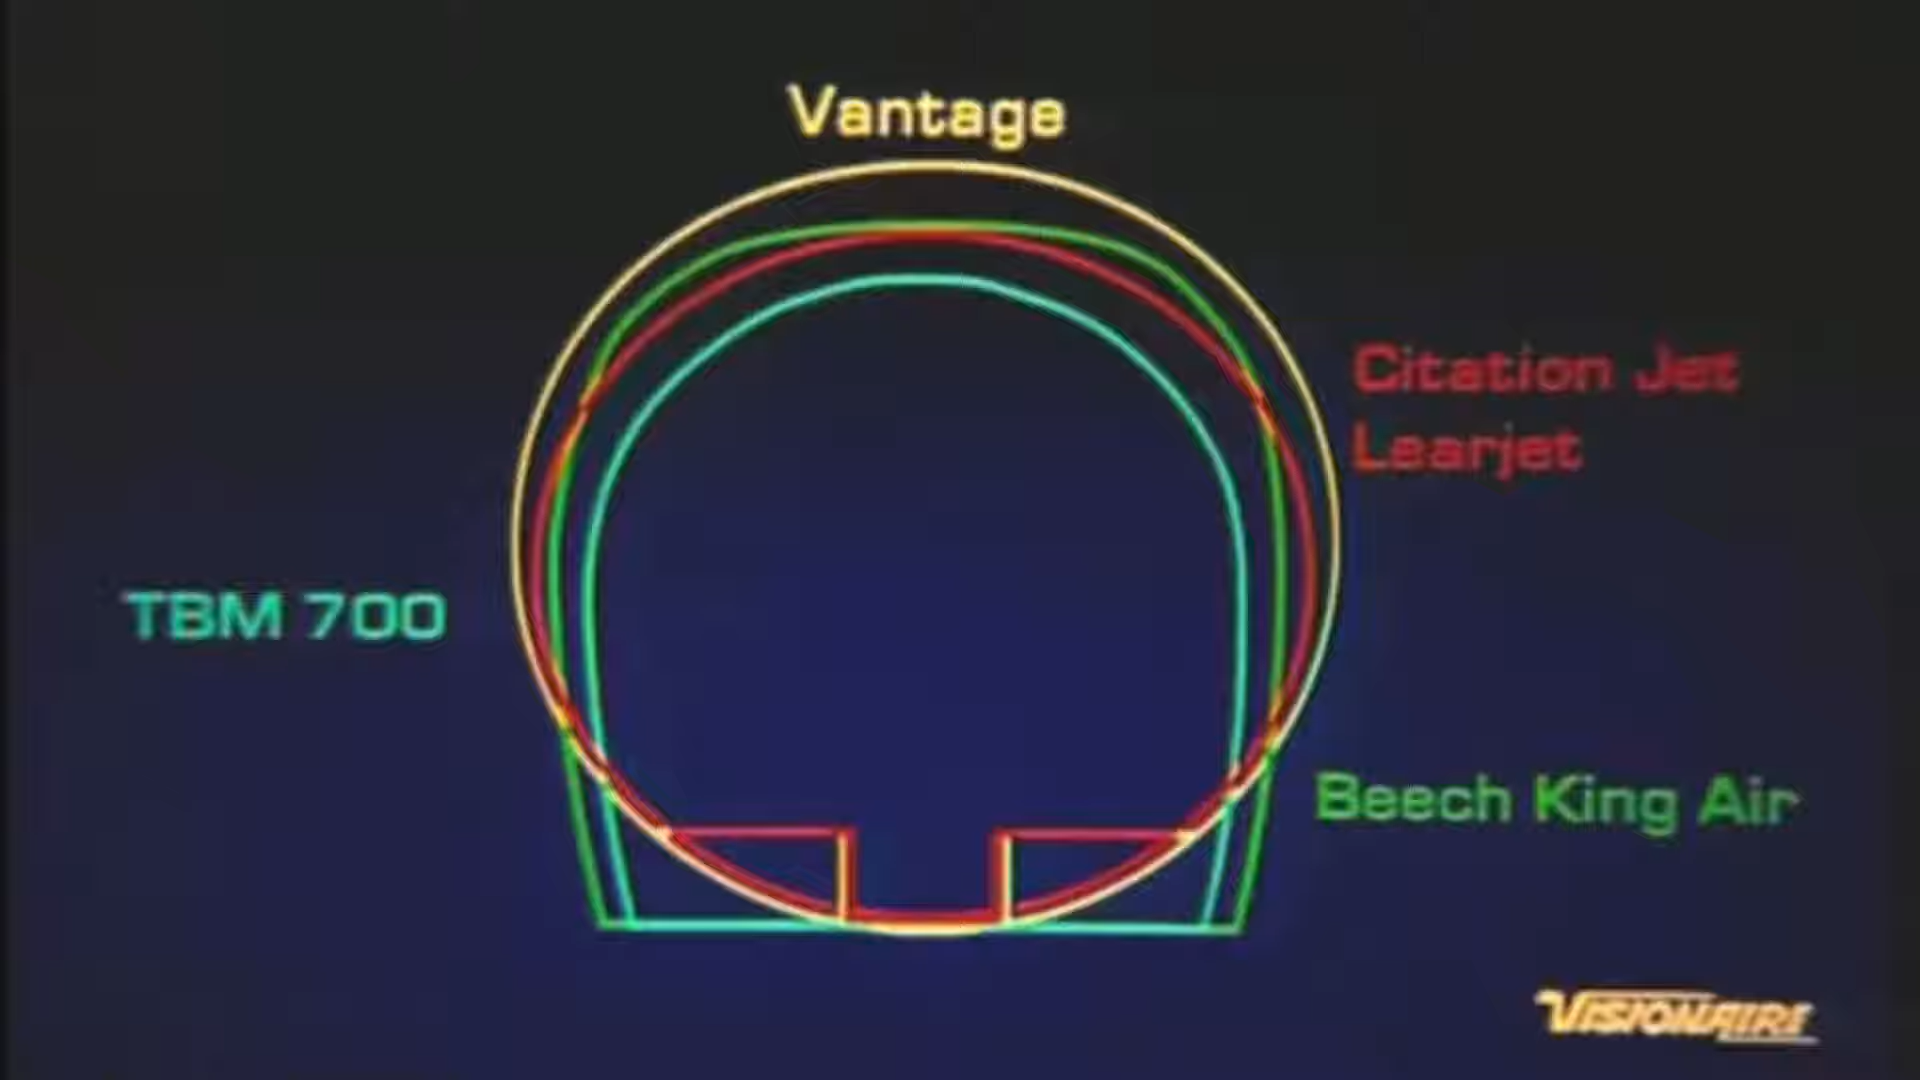 Vantage
Citation Jet
Learjet
TBM 700
Beech King Air
VISIONAIRE